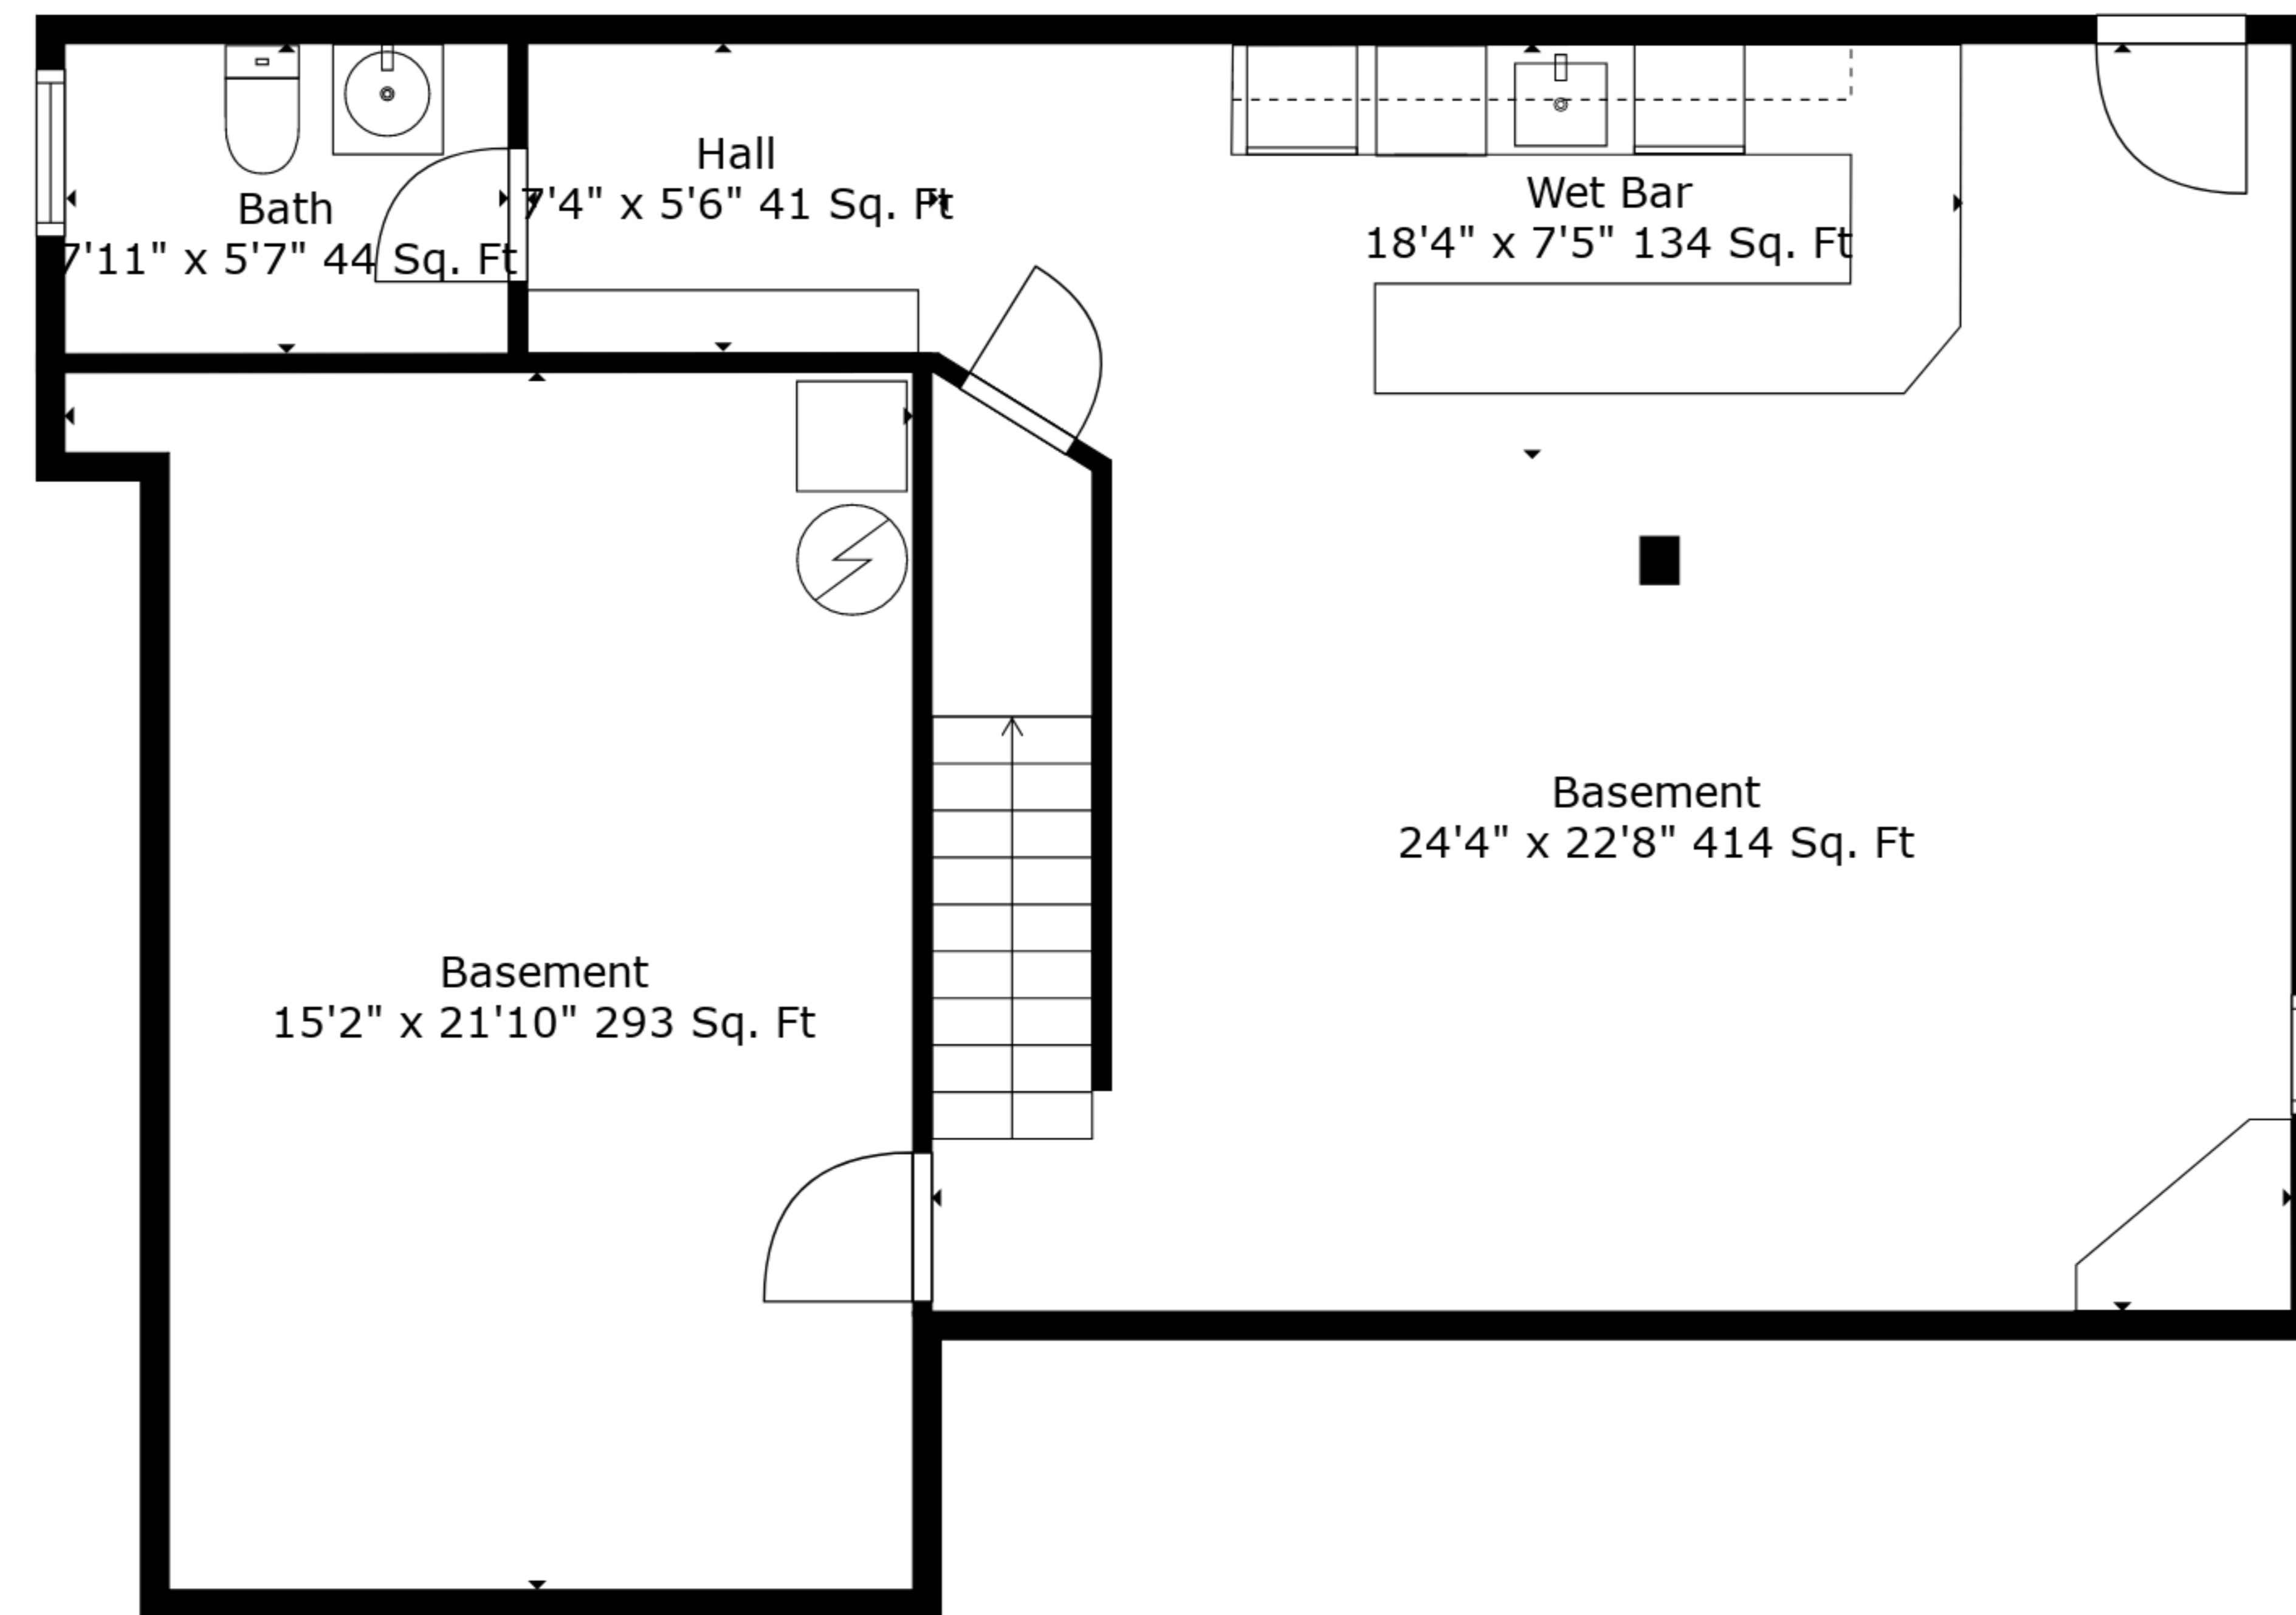 Bath
7'11" x 5'7" 44 Sq. Ft
Hall
7'4" x 5'6" 41 Sq. Ft
Wet Bar
18'4" x 7'5" 134 Sq. Ft
Basement
24'4" x 22'8" 414 Sq. Ft
Basement
15'2" x 21'10" 293 Sq. Ft